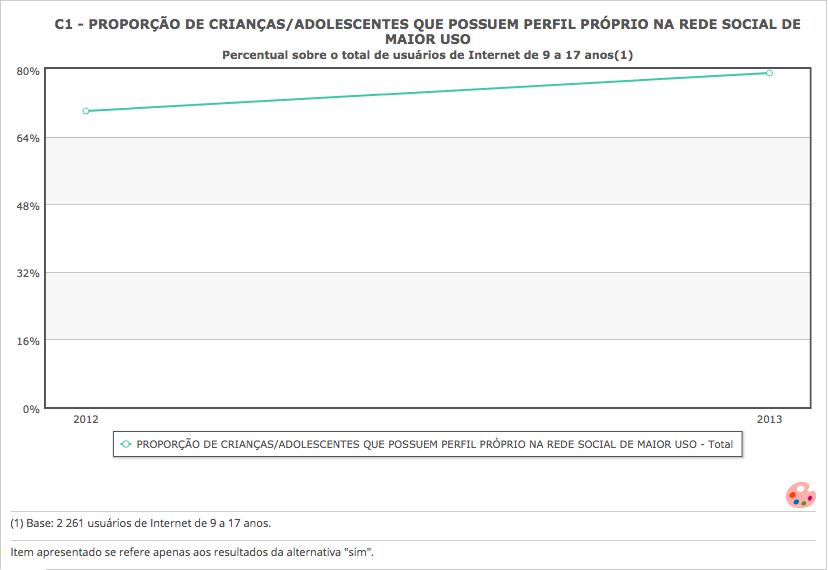 C1 - PROPORÇÃO DE CRIANÇAS/ADOLESCENTES QUE POSSUEM PERFIL PRÓPRIO NA REDE SOCIAL DE
MAIOR USO
Percentual sobre o total de usuários de Internet de 9 a 17 anos(1)
80%
64%
48%
32%
16%
0%
2012
2013
PROPORÇÃO DE CRIANÇAS/ADOLESCENTES QUE POSSUEM PERFIL PRÓPRIO NA REDE SOCIAL DE MAIOR USO - Total
(1) Base: 2 261 usuários de Internet de 9 a 17 anos.
Item apresentado se refere apenas aos resultados da alternativa "sim".